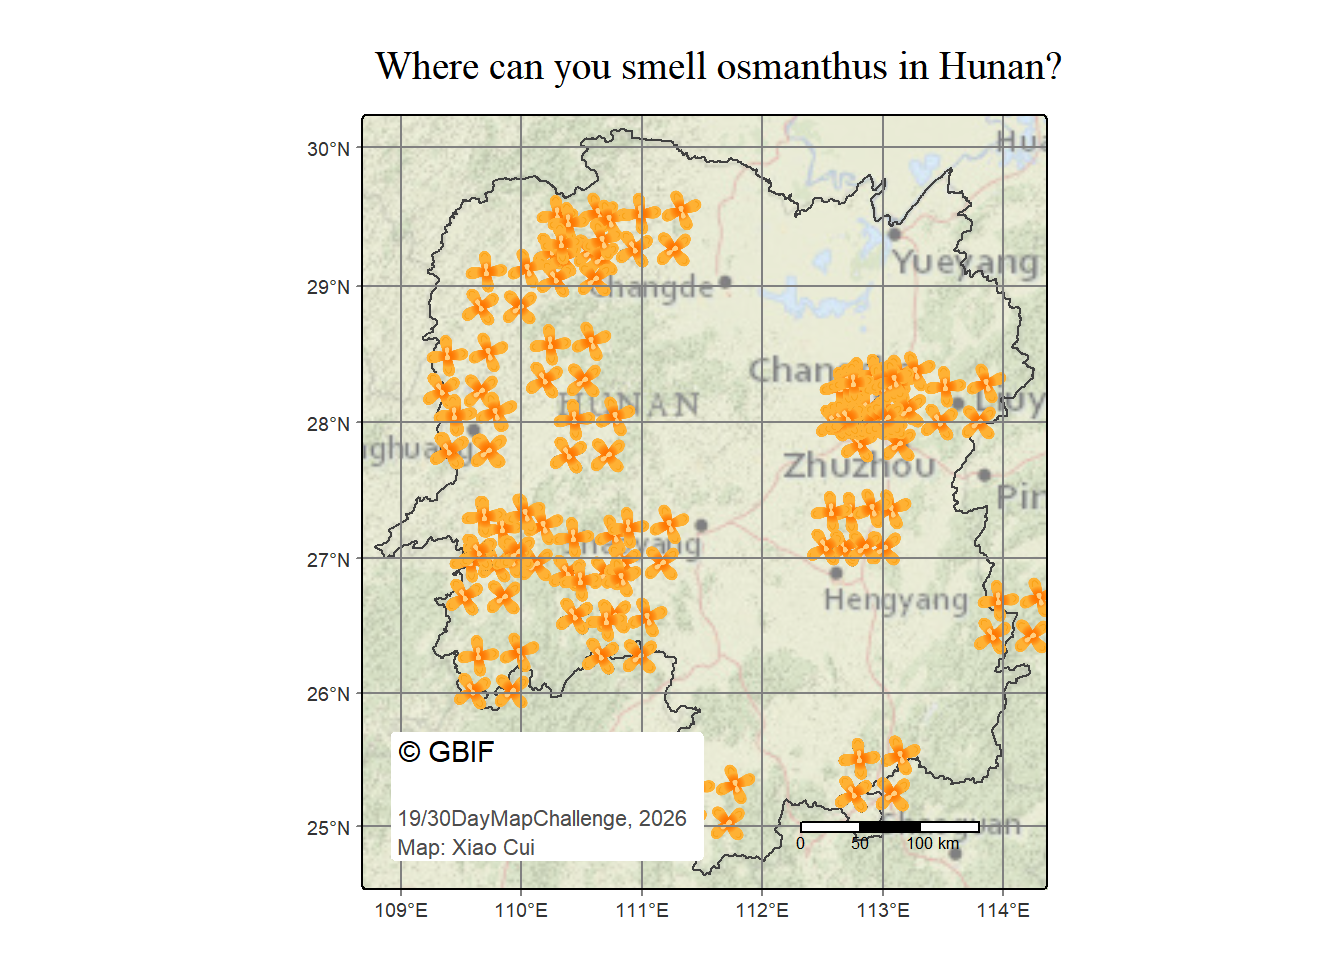 Where can you smell osmanthus in Hunan?
30°N
29°N
28°N
27°N
26°N
25°N
109°E
110°E
111°E
112°E
113°E
114°E
Yueyang
Changde
HUNAN
Zhuzhou
Hengyang
© GBIF
19/30DayMapChallenge, 2026
Map: Xiao Cui
0
50
100 km